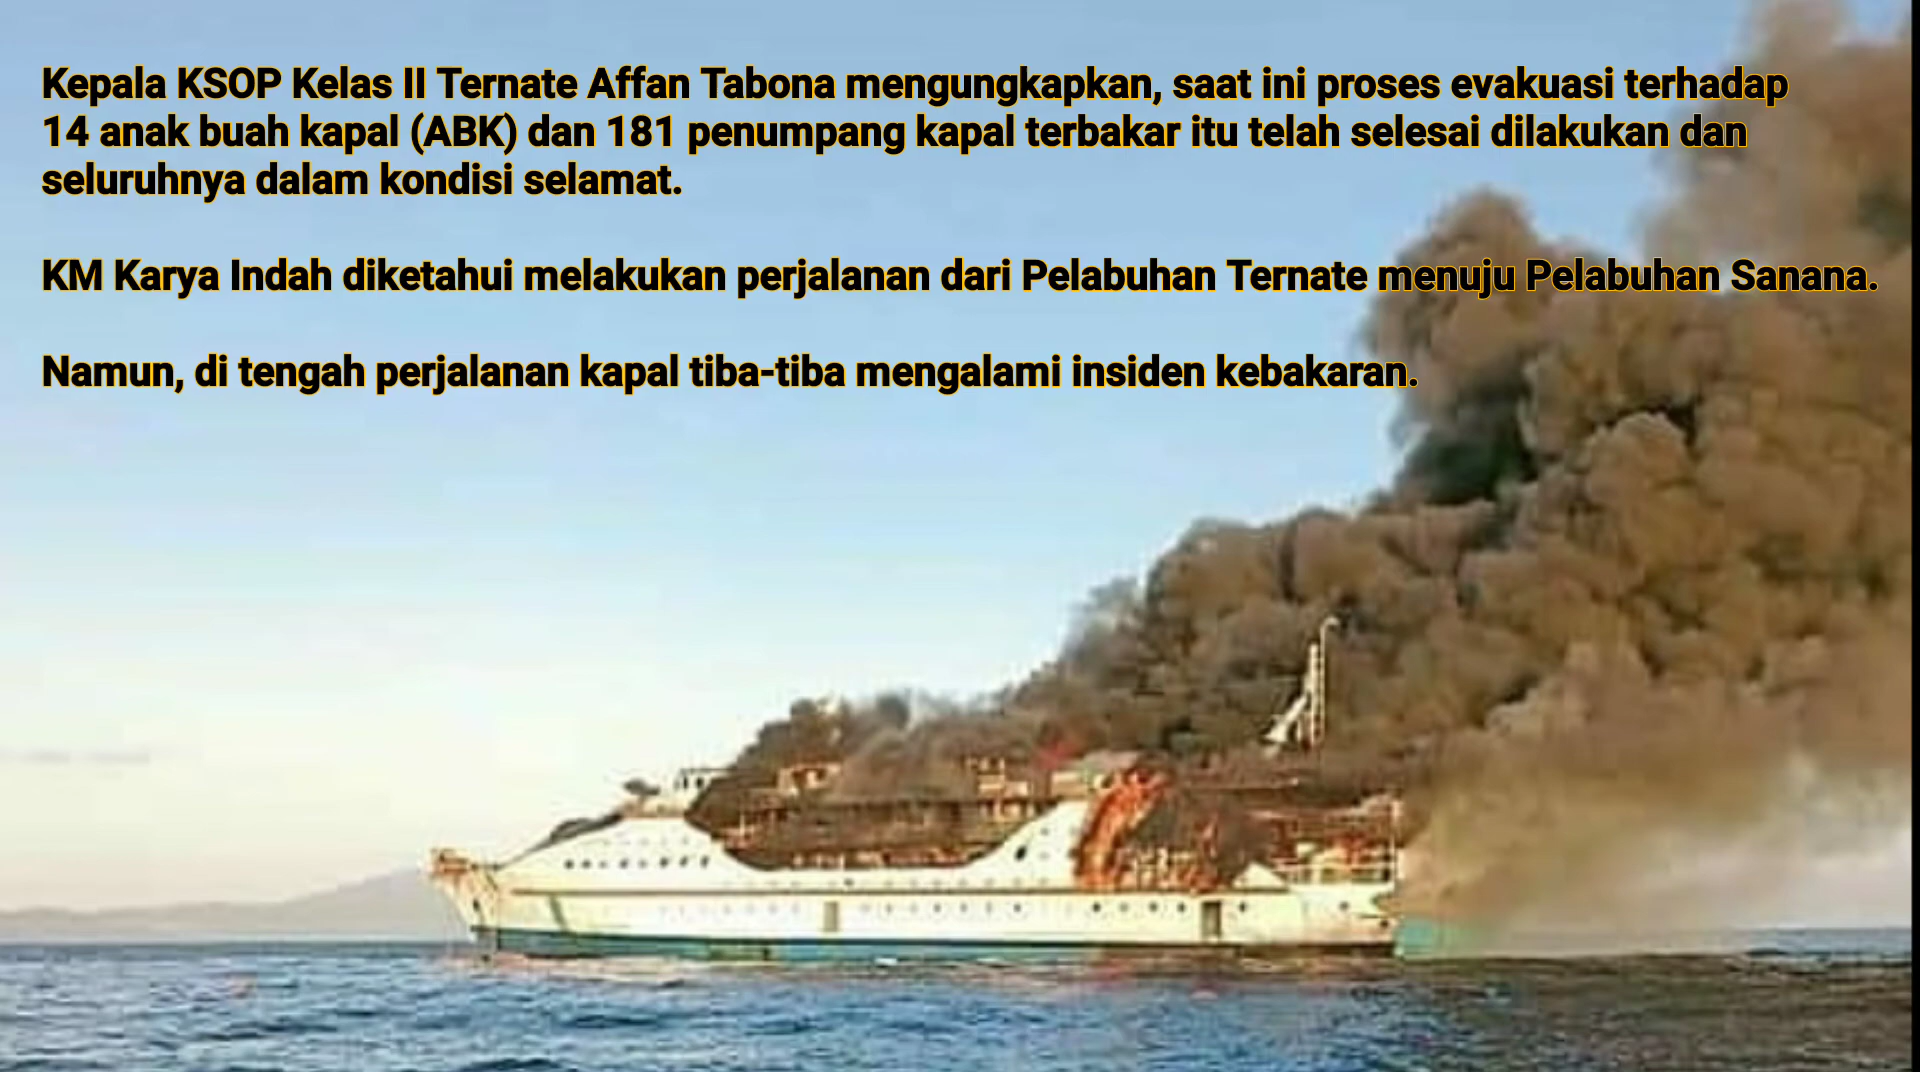 Kepala KSOP Kelas II Ternate Affan Tabona mengungkapkan, saat ini proses evakuasi terhadap
14 anak buah kapal (ABK) dan 181 penumpang kapal terbakar itu telah selesai dilakukan dan
seluruhnya dalam kondisi selamat.
KM Karya Indah diketahui melakukan perjalanan dari Pelabuhan Ternate menuju Pelabuhan Sanana.
Namun, di tengah perjalanan kapal tiba-tiba mengalami insiden kebakaran.